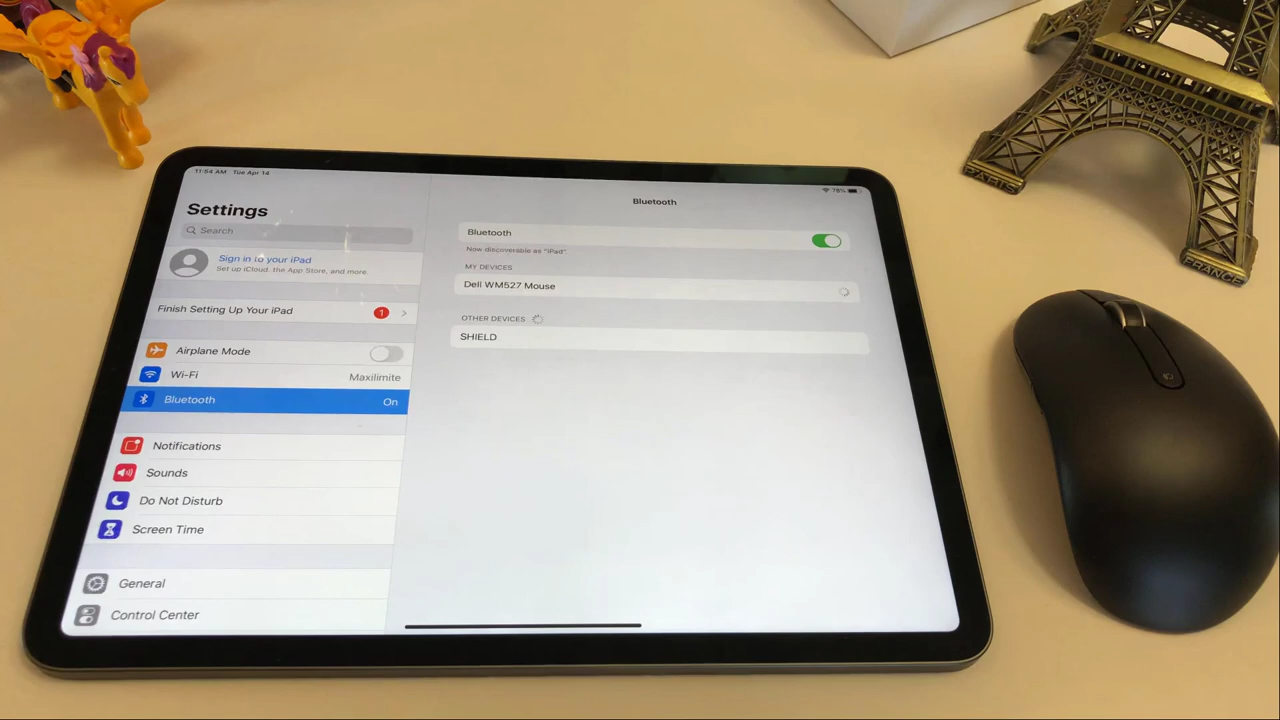 11:54 AM Tue Apr 14
78%
Settings
Search
Sign in to your iPad
Set up iCloud, the App Store, and more.
Finish Setting Up Your iPad 1
Airplane Mode
Wi-Fi Maxilimite
Bluetooth On
Notifications
Sounds
Do Not Disturb
Screen Time
General
Control Center
Bluetooth
Bluetooth
Now discoverable as "iPad".
MY DEVICES
Dell WM527 Mouse
OTHER DEVICES
SHIELD
PARIS
FRANCE